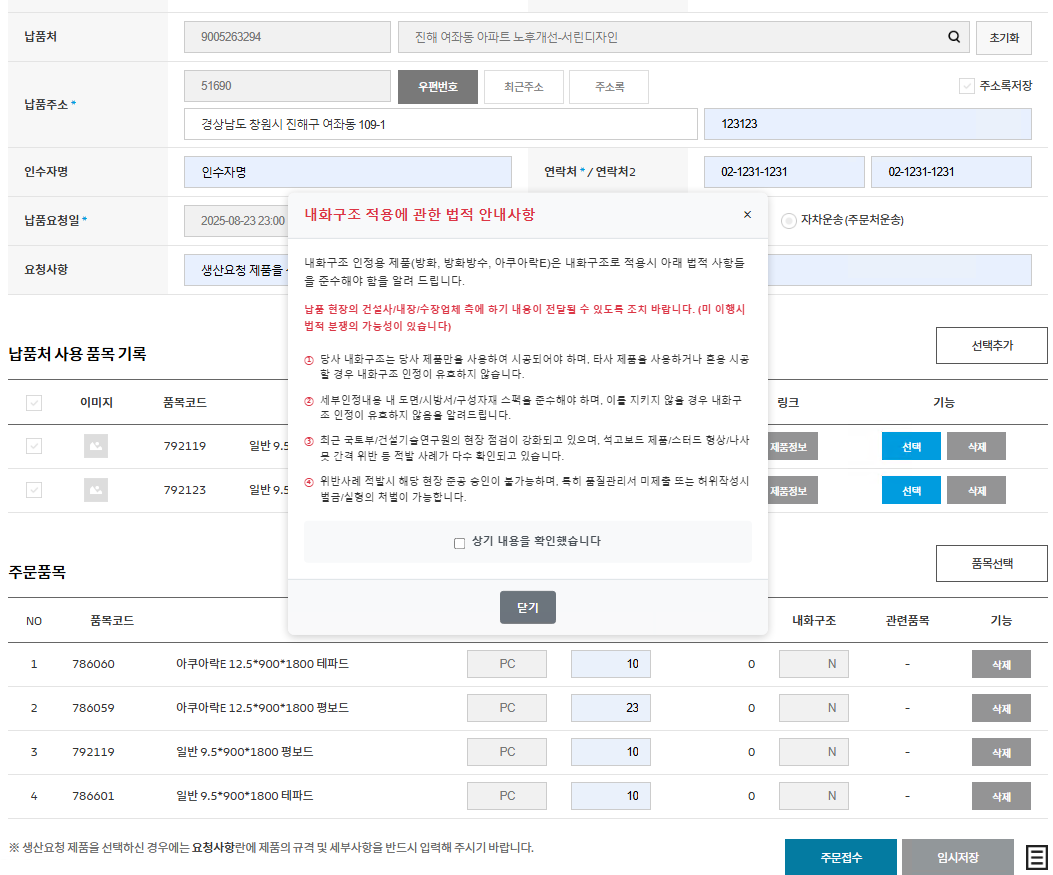 납품처 9005263294 진해 여좌동 아파트 노후개선-서린디자인 초기화
납품주소 * 51690 우편번호 최근주소 주소록 주소록저장
경상남도 창원시 진해구 여좌동 109-1 123123
인수자명 인수자명 연락처 * / 연락처2 02-1231-1231 02-1231-1231
납품요청일 * 2025-08-23 23:00 자차운송 (주문처운송)
요청사항 생산요청 제품을
내화구조 적용에 관한 법적 안내사항 ×
내화구조 인정용 제품(방화, 방화방수, 아쿠아락E)은 내화구조로 적용시 아래 법적 사항들
을 준수해야 함을 알려 드립니다.
납품 현장의 건설사/내장/수장업체 측에 하기 내용이 전달될 수 있도록 조치 바랍니다. (미 이행시
법적 분쟁의 가능성이 있습니다)
① 당사 내화구조는 당사 제품만을 사용하여 시공되어야 하며, 타사 제품을 사용하거나 혼용 시공
할 경우 내화구조 인정이 유효하지 않습니다.
② 세부인정내용 내 도면/시방서/구성자재 스펙을 준수해야 하며, 이를 지키지 않을 경우 내화구
조 인정이 유효하지 않음을 알려드립니다.
③ 최근 국토부/건설기술연구원의 현장 점검이 강화되고 있으며, 석고보드 제품/스터드 형상/나사
못 간격 위반 등 적발 사례가 다수 확인되고 있습니다.
④ 위반사례 적발시 해당 현장 준공 승인이 불가능하며, 특히 품질관리서 미제출 또는 허위작성시
벌금/실형의 처벌이 가능합니다.
상기 내용을 확인했습니다
닫기
납품처 사용 품목 기록 선택추가
이미지 품목코드 링크 기능
792119 일반 9.5 제품정보 선택 삭제
792123 일반 9.5 제품정보 선택 삭제
주문품목 품목선택
NO 품목코드 내화구조 관련품목 기능
1 786060 아쿠아락E 12.5*900*1800 테파드 PC 10 0 N - 삭제
2 786059 아쿠아락E 12.5*900*1800 평보드 PC 23 0 N - 삭제
3 792119 일반 9.5*900*1800 평보드 PC 10 0 N - 삭제
4 786601 일반 9.5*900*1800 테파드 PC 10 0 N - 삭제
※ 생산요청 제품을 선택하신 경우에는 요청사항란에 제품의 규격 및 세부사항을 반드시 입력해 주시기 바랍니다.
주문접수 임시저장